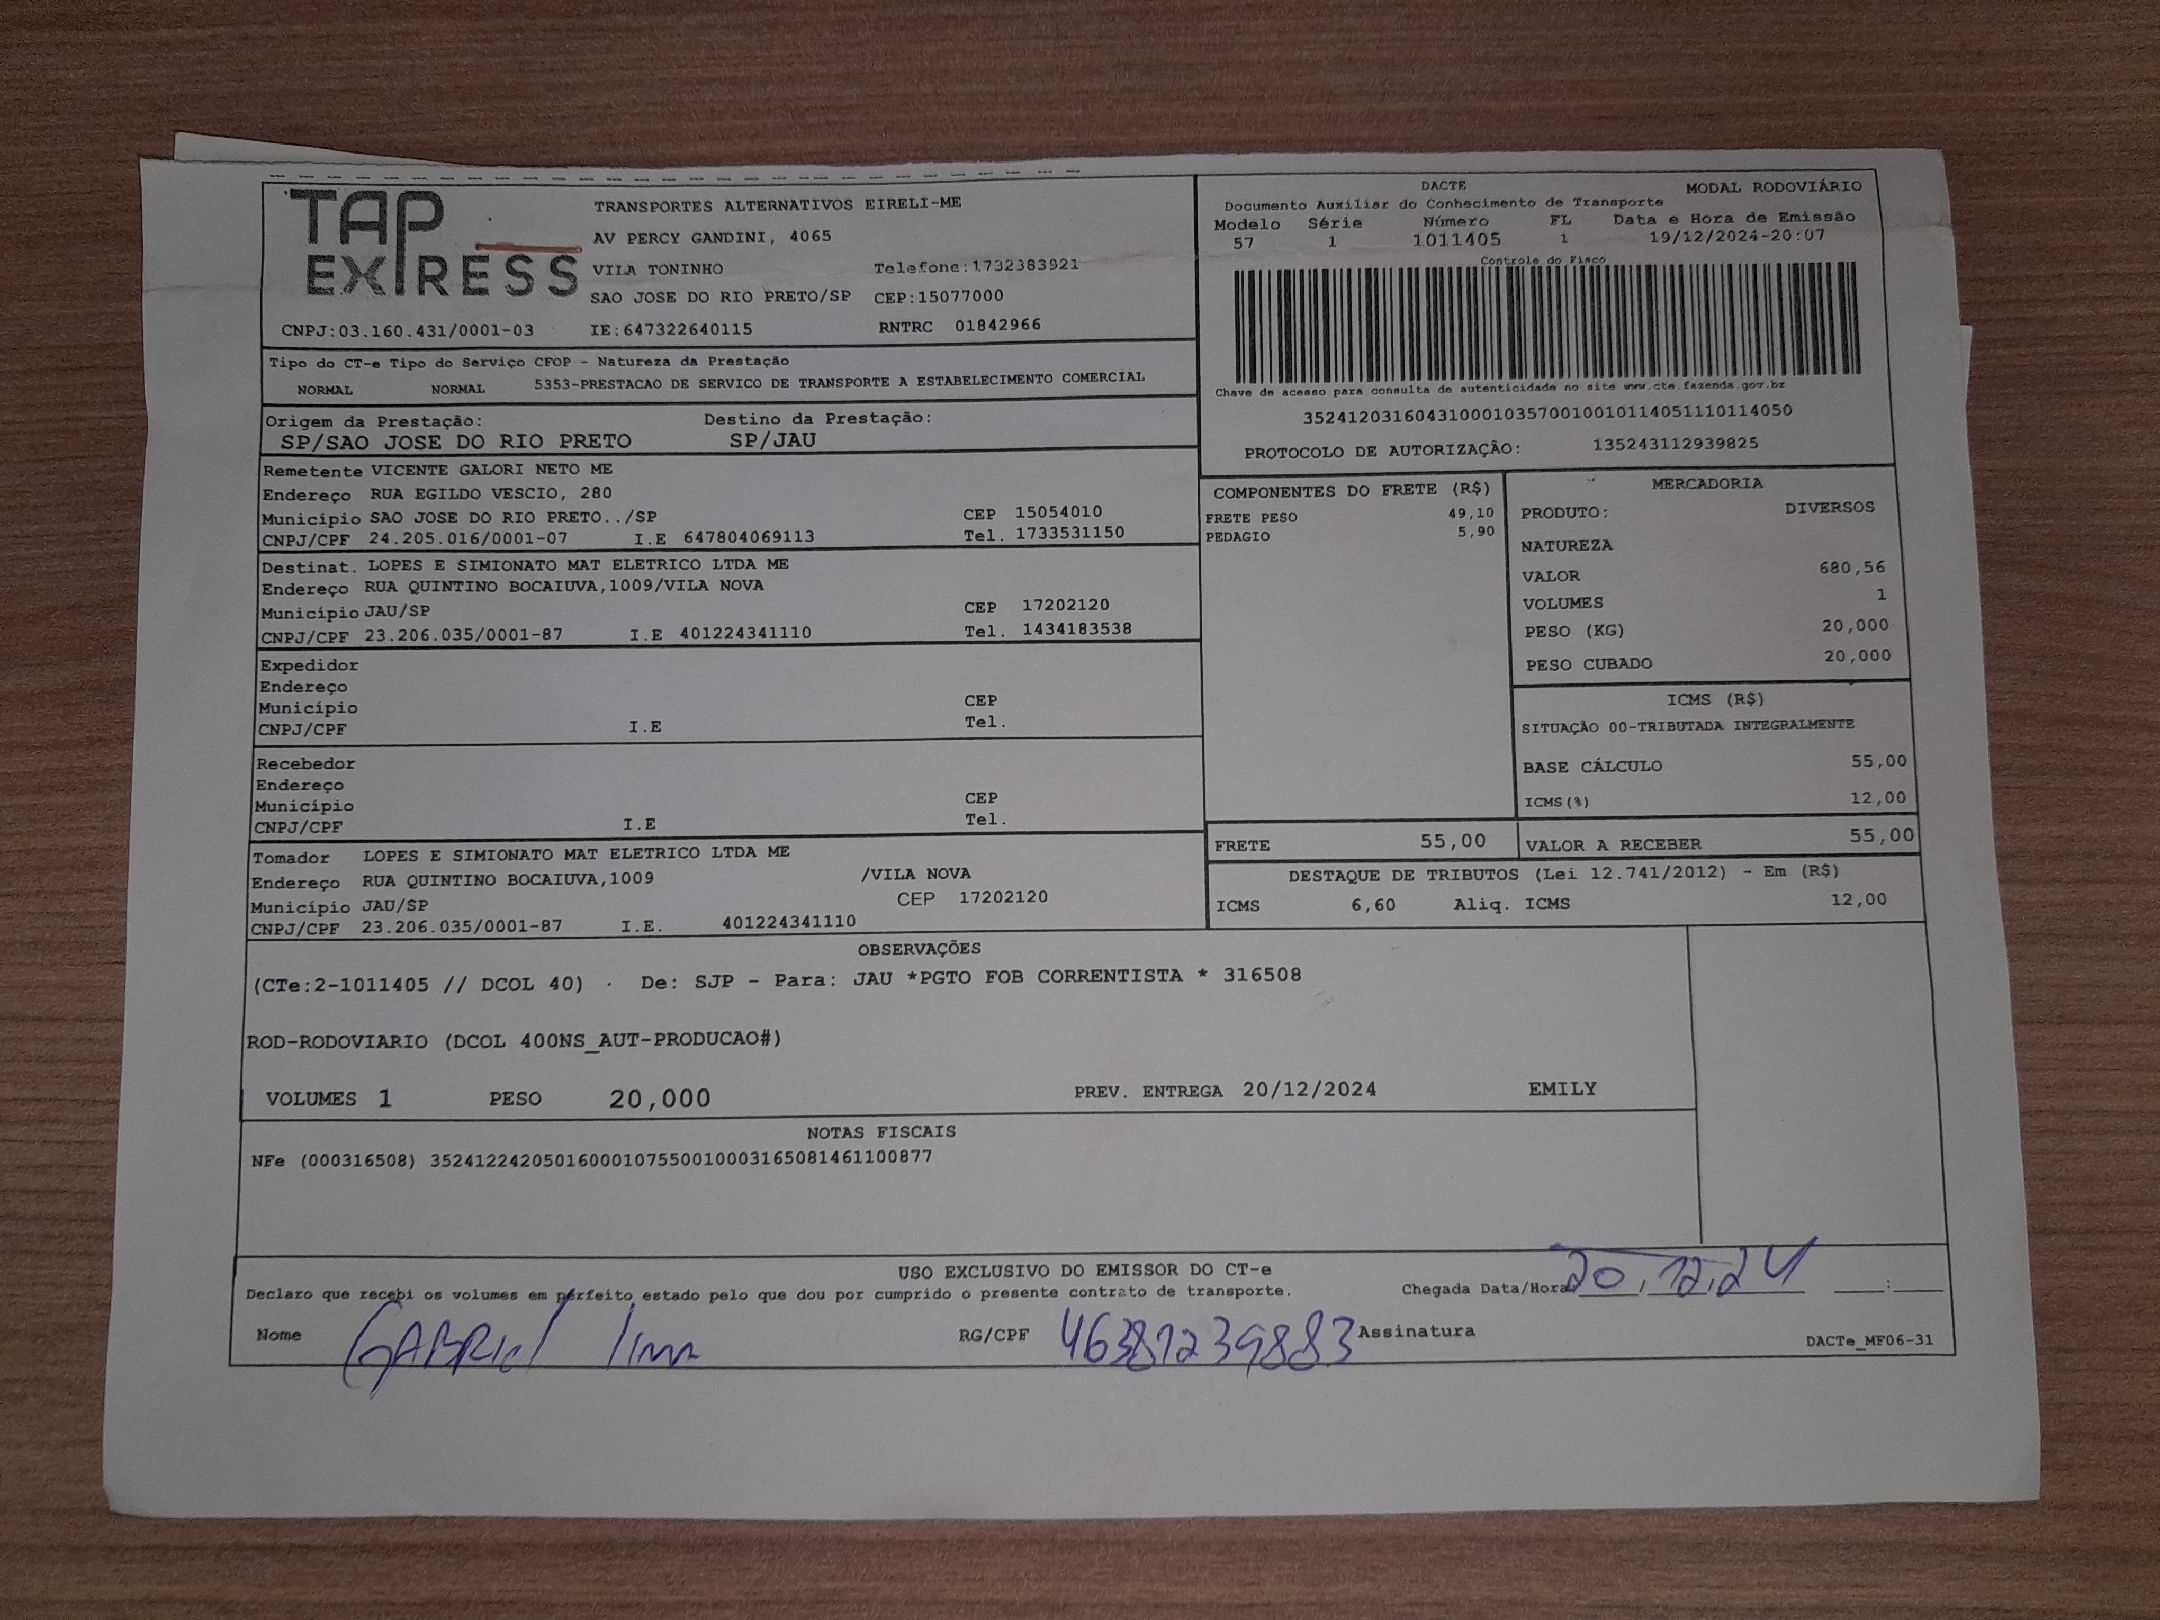 TAP EXPRESS
TRANSPORTES ALTERNATIVOS EIRELI-ME
AV PERCY GANDINI, 4065
VILA TONINHO Telefone:1732383921
SAO JOSE DO RIO PRETO/SP CEP:15077000
CNPJ:03.160.431/0001-03 IE:647322640115 RNTRC 01842966
DACTE MODAL RODOVIÁRIO
Documento Auxiliar do Conhecimento de Transporte
Modelo Série Número FL Data e Hora de Emissão
57 1 1011405 1 19/12/2024-20:07
Controle do Fisco
Chave de acesso para consulta de autenticidade no site www.cte.fazenda.gov.bz
35241203160431000103570010010114051110114050
PROTOCOLO DE AUTORIZAÇÃO: 135243112939825
Tipo do CT-e Tipo do Serviço CFOP - Natureza da Prestação
NORMAL NORMAL 5353-PRESTACAO DE SERVICO DE TRANSPORTE A ESTABELECIMENTO COMERCIAL
Origem da Prestação: Destino da Prestação:
SP/SAO JOSE DO RIO PRETO SP/JAU
Remetente VICENTE GALORI NETO ME
Endereço RUA EGILDO VESCIO, 280
Município SAO JOSE DO RIO PRETO../SP CEP 15054010
CNPJ/CPF 24.205.016/0001-07 I.E 647804069113 Tel. 1733531150
Destinat. LOPES E SIMIONATO MAT ELETRICO LTDA ME
Endereço RUA QUINTINO BOCAIUVA,1009/VILA NOVA
Município JAU/SP CEP 17202120
CNPJ/CPF 23.206.035/0001-87 I.E 401224341110 Tel. 1434183538
Expedidor
Endereço
Município CEP
CNPJ/CPF I.E Tel.
Recebedor
Endereço
Município CEP
CNPJ/CPF I.E Tel.
Tomador LOPES E SIMIONATO MAT ELETRICO LTDA ME
Endereço RUA QUINTINO BOCAIUVA,1009 /VILA NOVA
Município JAU/SP CEP 17202120
CNPJ/CPF 23.206.035/0001-87 I.E. 401224341110
COMPONENTES DO FRETE (R$)
FRETE PESO 49,10
PEDAGIO 5,90
MERCADORIA
PRODUTO: DIVERSOS
NATUREZA
VALOR 680,56
VOLUMES 1
PESO (KG) 20,000
PESO CUBADO 20,000
ICMS (R$)
SITUAÇÃO 00-TRIBUTADA INTEGRALMENTE
BASE CÁLCULO 55,00
ICMS(%) 12,00
FRETE 55,00 VALOR A RECEBER 55,00
DESTAQUE DE TRIBUTOS (Lei 12.741/2012) - Em (R$)
ICMS 6,60 Aliq. ICMS 12,00
OBSERVAÇÕES
(CTe:2-1011405 // DCOL 40) . De: SJP - Para: JAU *PGTO FOB CORRENTISTA * 316508
ROD-RODOVIARIO (DCOL 400NS_AUT-PRODUCAO#)
VOLUMES 1 PESO 20,000 PREV. ENTREGA 20/12/2024 EMILY
NOTAS FISCAIS
NFe (000316508) 35241224205016000107550010003165081461100877
USO EXCLUSIVO DO EMISSOR DO CT-e
Declaro que recebi os volumes em perfeito estado pelo que dou por cumprido o presente contrato de transporte. Chegada Data/Hora 20,12,24 :
Nome GABRIEL lima RG/CPF 46381239883 Assinatura
DACTe_MF06-31